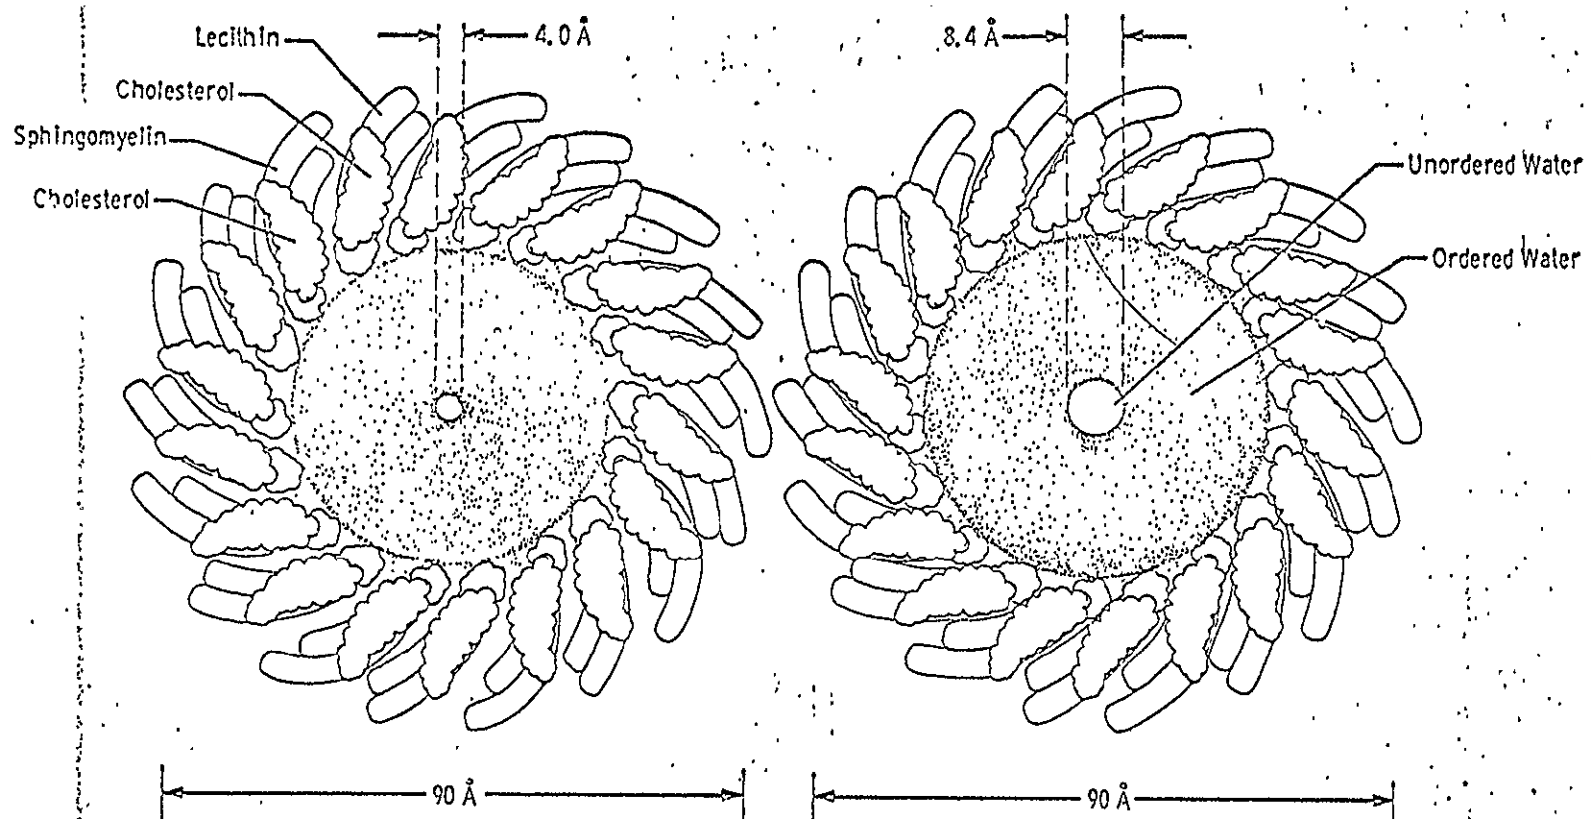 Lecithin
4.0 Å
8.4 Å
Cholesterol
Sphingomyelin
Unordered Water
Cholesterol
Ordered Water
90 Å
90 Å